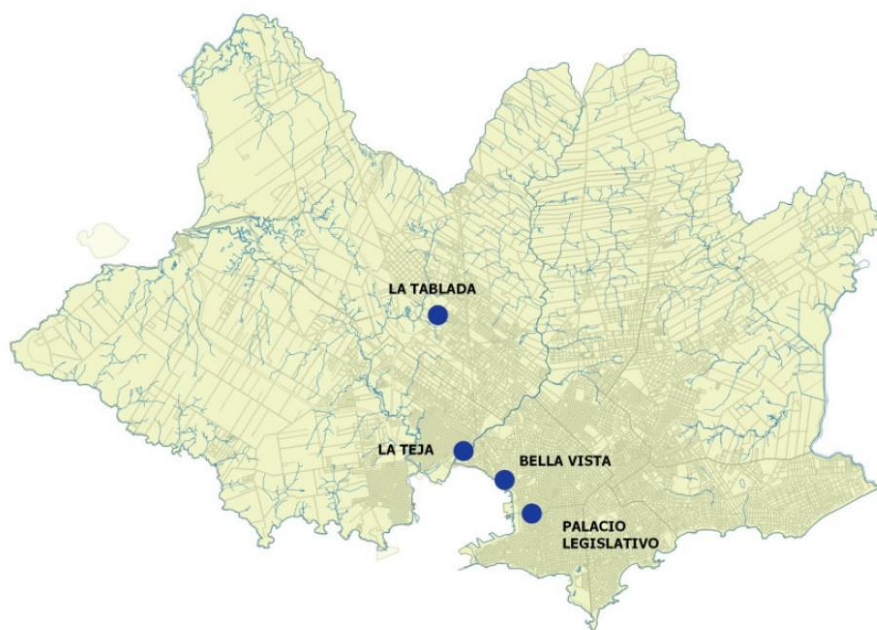 LA TABLADA
LA TEJA
BELLA VISTA
PALACIO
LEGISLATIVO